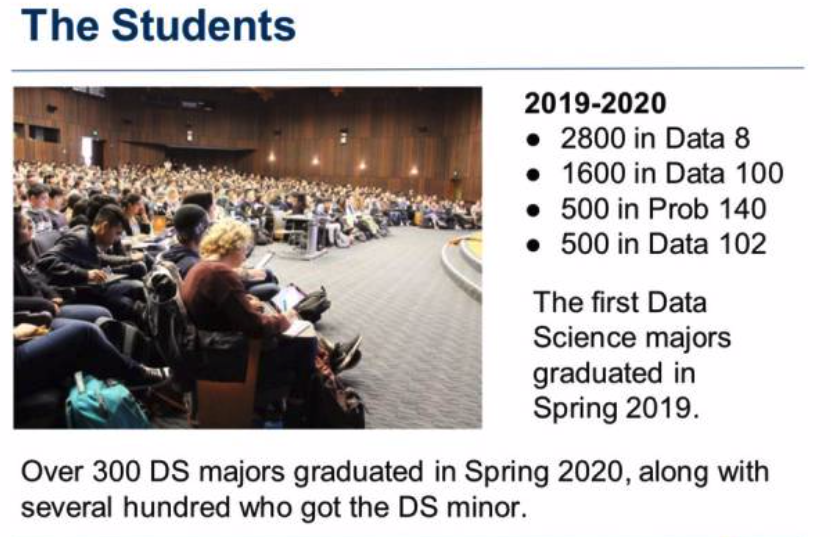 The Students
2019-2020
● 2800 in Data 8
● 1600 in Data 100
● 500 in Prob 140
● 500 in Data 102
The first Data
Science majors
graduated in
Spring 2019.
Over 300 DS majors graduated in Spring 2020, along with
several hundred who got the DS minor.